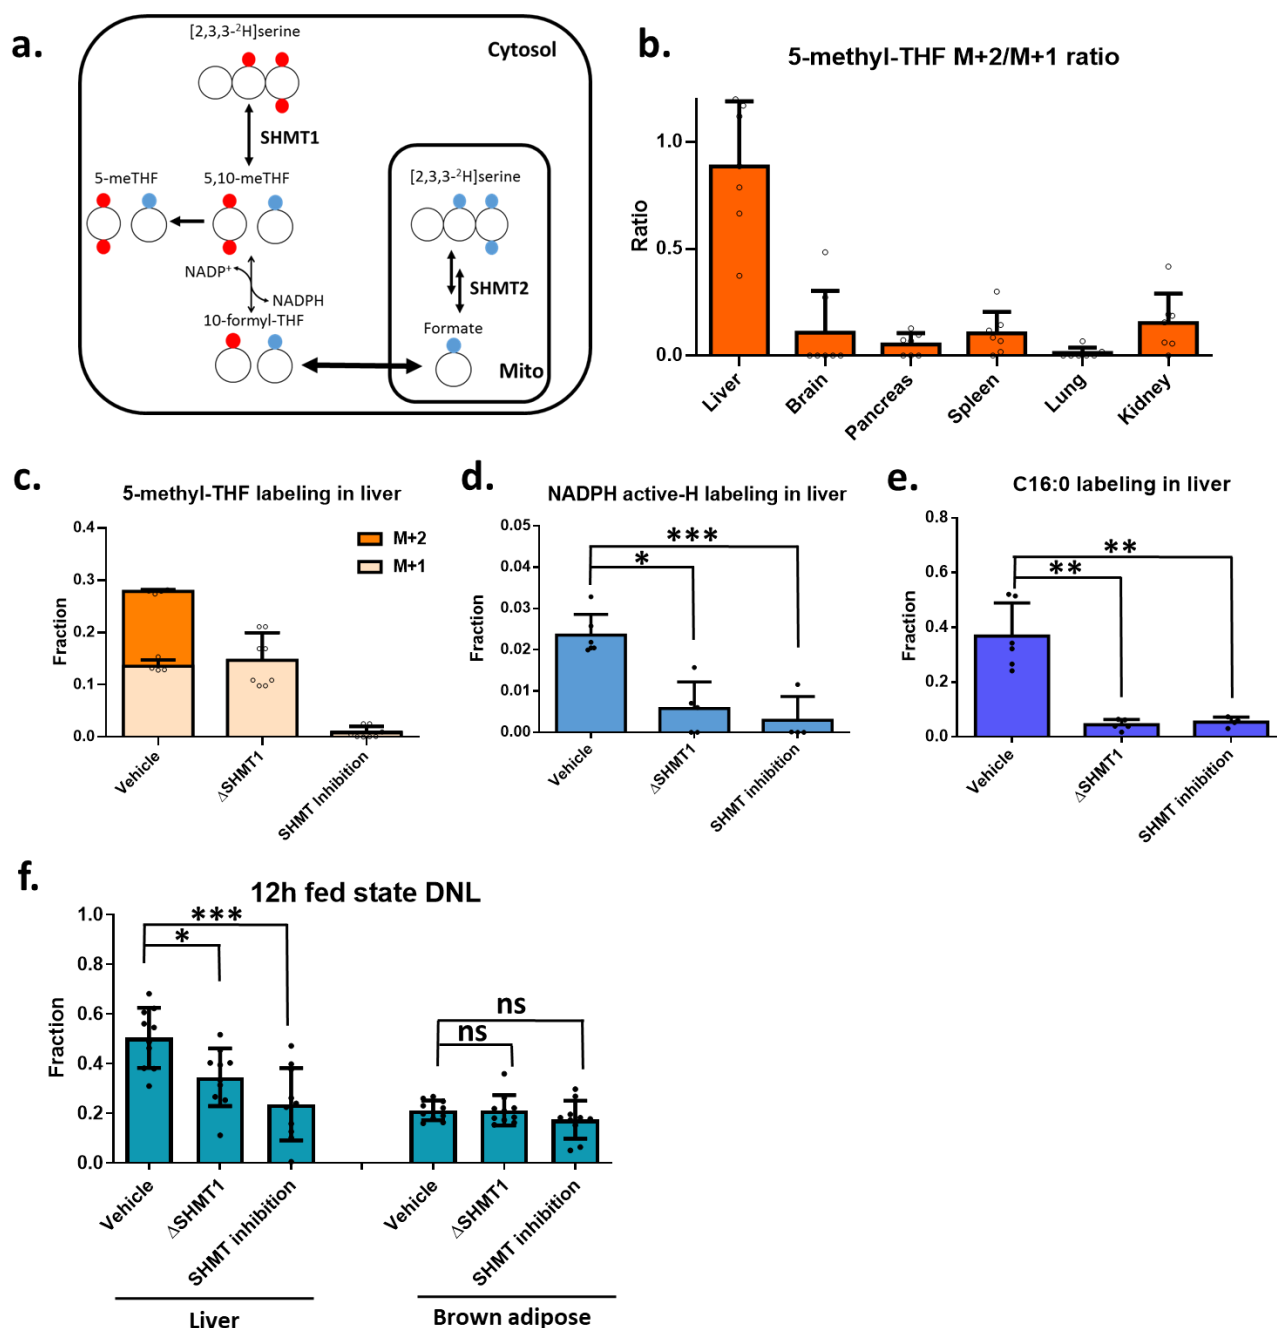 a.
[2,3,3-²H]serine
Cytosol
SHMT1
5-meTHF
5,10-meTHF
[2,3,3-²H]serine
NADP⁺
NADPH
SHMT2
10-formyl-THF
Formate
Mito
b.
5-methyl-THF M+2/M+1 ratio
Ratio
1.0
0.5
0.0
Liver
Brain
Pancreas
Spleen
Lung
Kidney
c.
5-methyl-THF labeling in liver
Fraction
0.4
0.3
0.2
0.1
0.0
M+2
M+1
Vehicle
△SHMT1
SHMT Inhibition
d.
NADPH active-H labeling in liver
Fraction
0.05
0.04
0.03
0.02
0.01
0.00
***
*
Vehicle
△SHMT1
SHMT inhibition
e.
C16:0 labeling in liver
Fraction
0.8
0.6
0.4
0.2
0.0
**
**
Vehicle
△SHMT1
SHMT inhibition
f.
12h fed state DNL
Fraction
1.0
0.8
0.6
0.4
0.2
0.0
***
*
ns
ns
Vehicle
△SHMT1
SHMT inhibition
Vehicle
△SHMT1
SHMT inhibition
Liver
Brown adipose